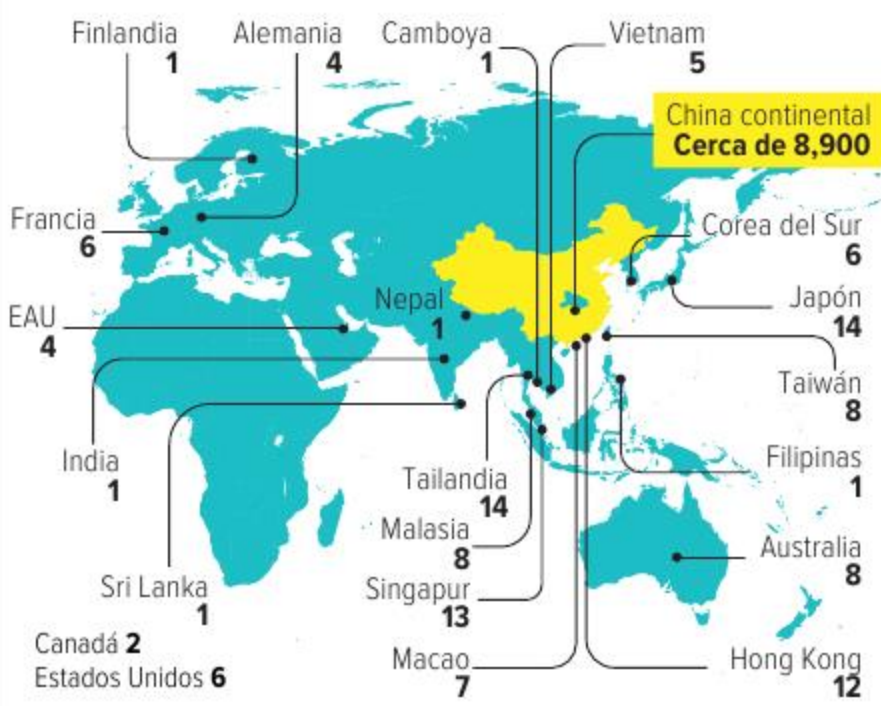 Finlandia
1
Alemania
4
Camboya
1
Vietnam
5
China continental
Cerca de 8,900
Francia
6
Corea del Sur
6
Nepal
1
Japón
14
EAU
4
Taiwán
8
India
1
Filipinas
1
Tailandia
14
Malasia
8
Australia
8
Sri Lanka
1
Singapur
13
Canadá 2
Estados Unidos 6
Macao
7
Hong Kong
12